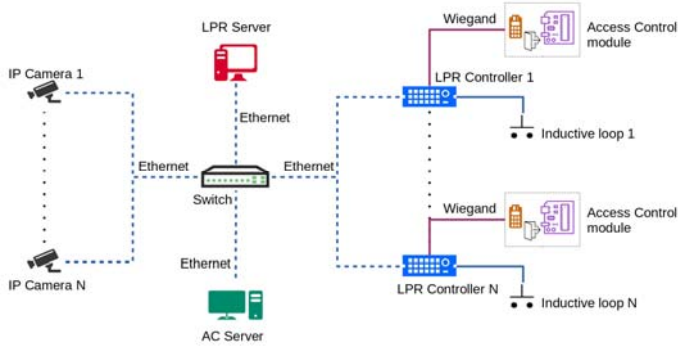 LPR Server
Wiegand
Access Control
module
IP Camera 1
LPR Controller 1
Ethernet
Inductive loop 1
Ethernet
Ethernet
Switch
Wiegand
Access Control
module
Ethernet
IP Camera N
LPR Controller N
Inductive loop N
AC Server